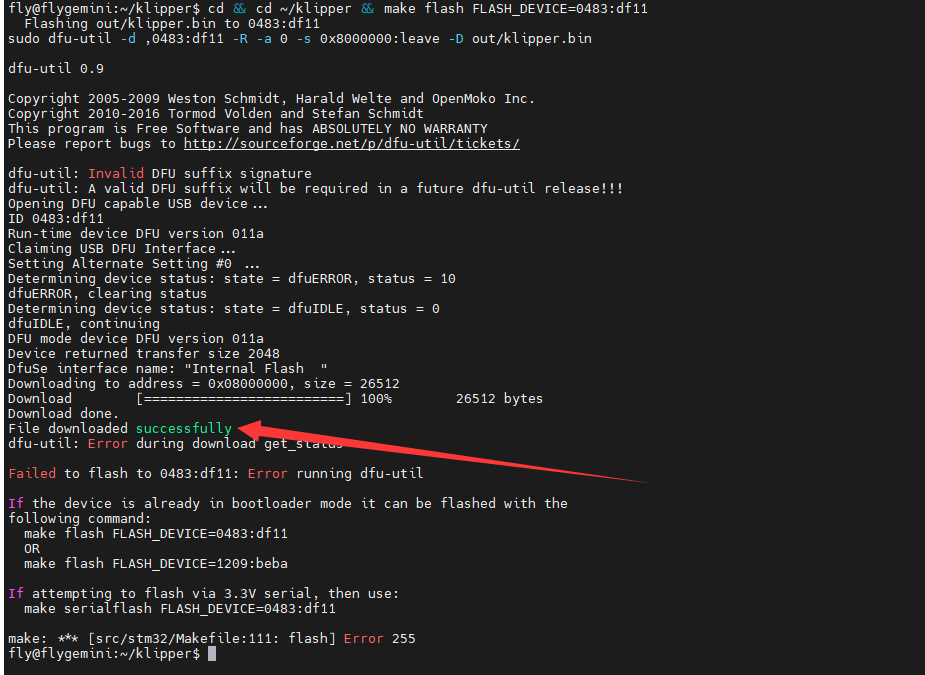 fly@flygemini:~/klipper$ cd && cd ~/klipper && make flash FLASH_DEVICE=0483:df11
  Flashing out/klipper.bin to 0483:df11
sudo dfu-util -d ,0483:df11 -R -a 0 -s 0x8000000:leave -D out/klipper.bin

dfu-util 0.9

Copyright 2005-2009 Weston Schmidt, Harald Welte and OpenMoko Inc.
Copyright 2010-2016 Tormod Volden and Stefan Schmidt
This program is Free Software and has ABSOLUTELY NO WARRANTY
Please report bugs to http://sourceforge.net/p/dfu-util/tickets/

dfu-util: Invalid DFU suffix signature
dfu-util: A valid DFU suffix will be required in a future dfu-util release!!!
Opening DFU capable USB device...
ID 0483:df11
Run-time device DFU version 011a
Claiming USB DFU Interface...
Setting Alternate Setting #0 ...
Determining device status: state = dfuERROR, status = 10
dfuERROR, clearing status
Determining device status: state = dfuIDLE, status = 0
dfuIDLE, continuing
DFU mode device DFU version 011a
Device returned transfer size 2048
DfuSe interface name: "Internal Flash  "
Downloading to address = 0x08000000, size = 26512
Download        [=========================] 100%        26512 bytes
Download done.
File downloaded successfully
dfu-util: Error during download get_status

Failed to flash to 0483:df11: Error running dfu-util

If the device is already in bootloader mode it can be flashed with the
following command:
  make flash FLASH_DEVICE=0483:df11
  OR
  make flash FLASH_DEVICE=1209:beba

If attempting to flash via 3.3V serial, then use:
  make serialflash FLASH_DEVICE=0483:df11

make: *** [src/stm32/Makefile:111: flash] Error 255
fly@flygemini:~/klipper$